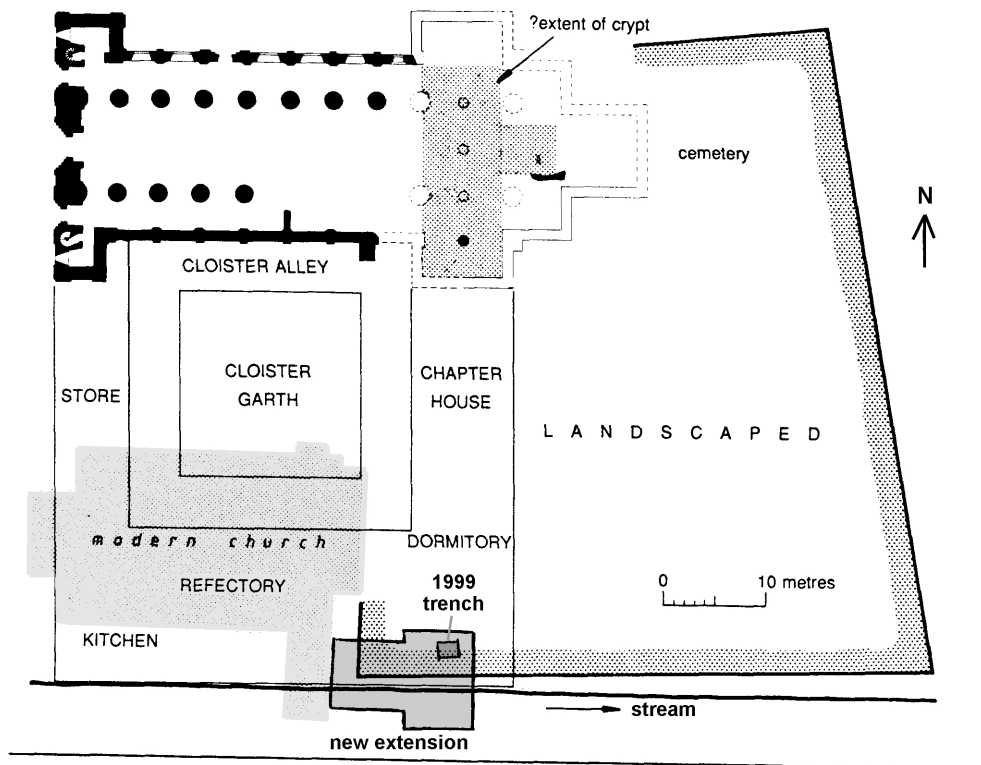 ?extent of crypt
cemetery
N
CLOISTER ALLEY
CLOISTER
GARTH
CHAPTER
HOUSE
STORE
LANDSCAPED
modern church
DORMITORY
REFECTORY
1999
trench
0 10 metres
KITCHEN
stream
new extension